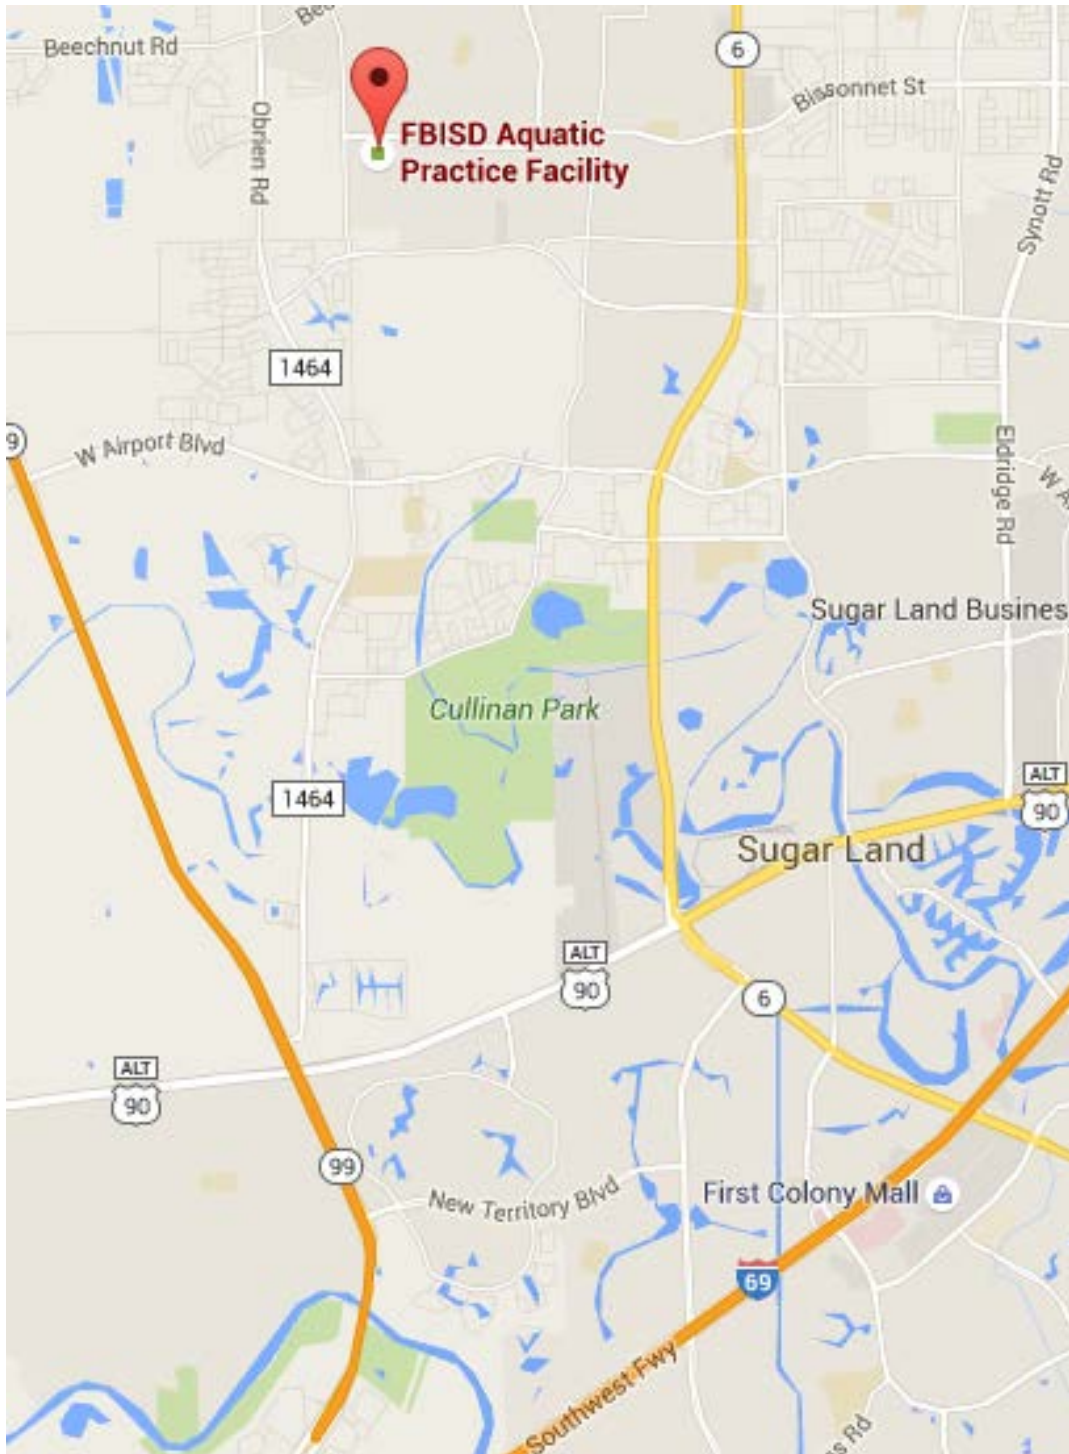 Beechnut Rd
6
Bissonnet St
FBISD Aquatic
Practice Facility
Obrien Rd
Synott Rd
1464
9
W Airport Blvd
Eldridge Rd
Sugar Land Busines
Cullinan Park
1464
ALT
90
Sugar Land
ALT
90
6
ALT
90
99
New Territory Blvd
First Colony Mall
69
Southwest Fwy